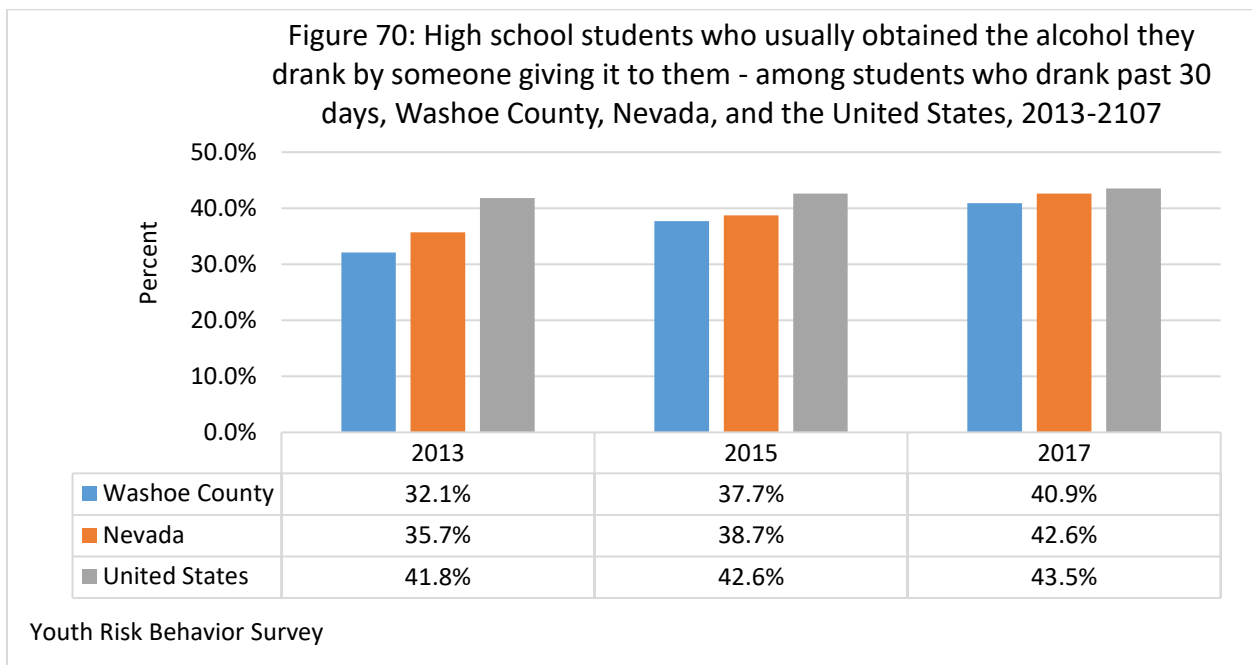 Figure 70: High school students who usually obtained the alcohol they
drank by someone giving it to them - among students who drank past 30
days, Washoe County, Nevada, and the United States, 2013-2107
50.0%
40.0%
30.0%
20.0%
10.0%
0.0%
Percent
2013 2015 2017
Washoe County 32.1% 37.7% 40.9%
Nevada 35.7% 38.7% 42.6%
United States 41.8% 42.6% 43.5%
Youth Risk Behavior Survey